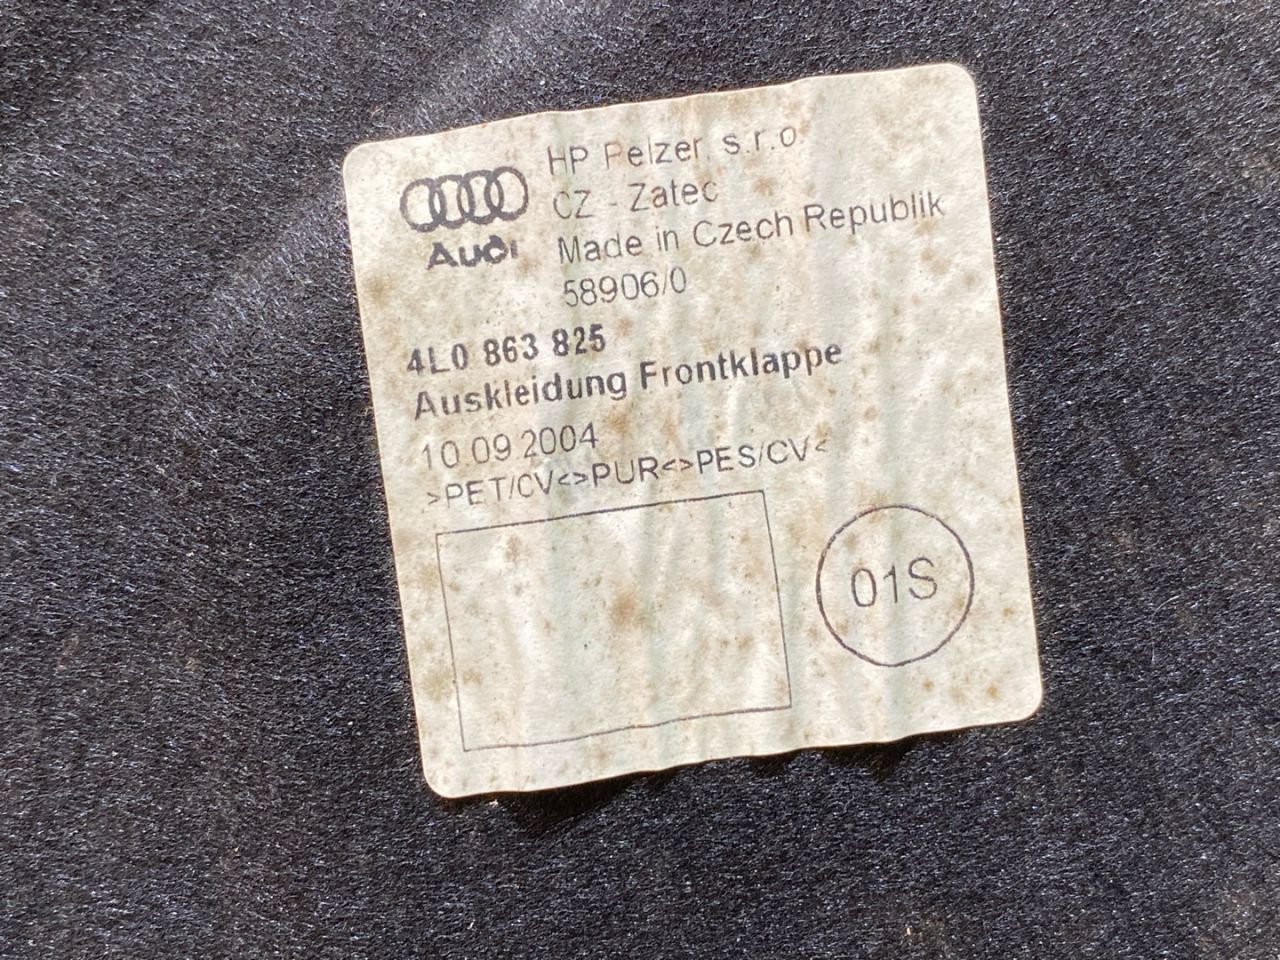 HP Pelzer s.r.o.
CZ - Zatec
Audi
Made in Czech Republik
58906/0
4L0 863 825
Auskleidung Frontklappe
10.09.2004
>PET/CV<>PUR<>PES/CV<
01S